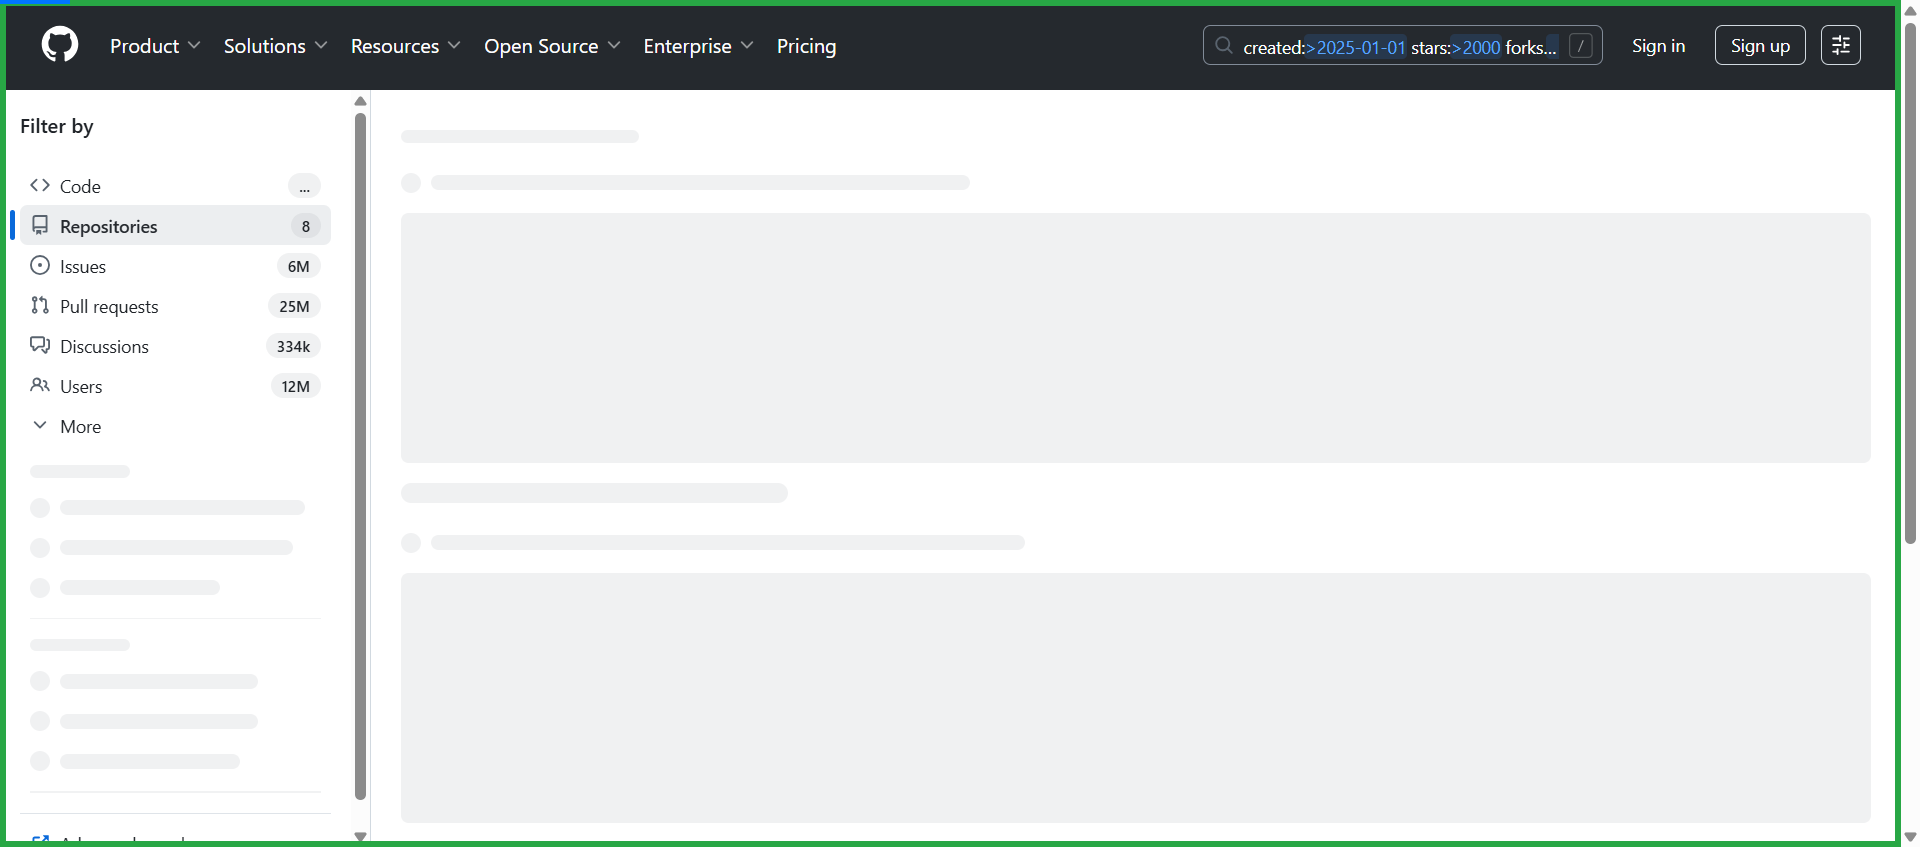 Product Solutions Resources Open Source Enterprise Pricing
created:>2025-01-01 stars:>2000 forks... /
Sign in
Sign up
Filter by
Code ...
Repositories 8
Issues 6M
Pull requests 25M
Discussions 334k
Users 12M
More